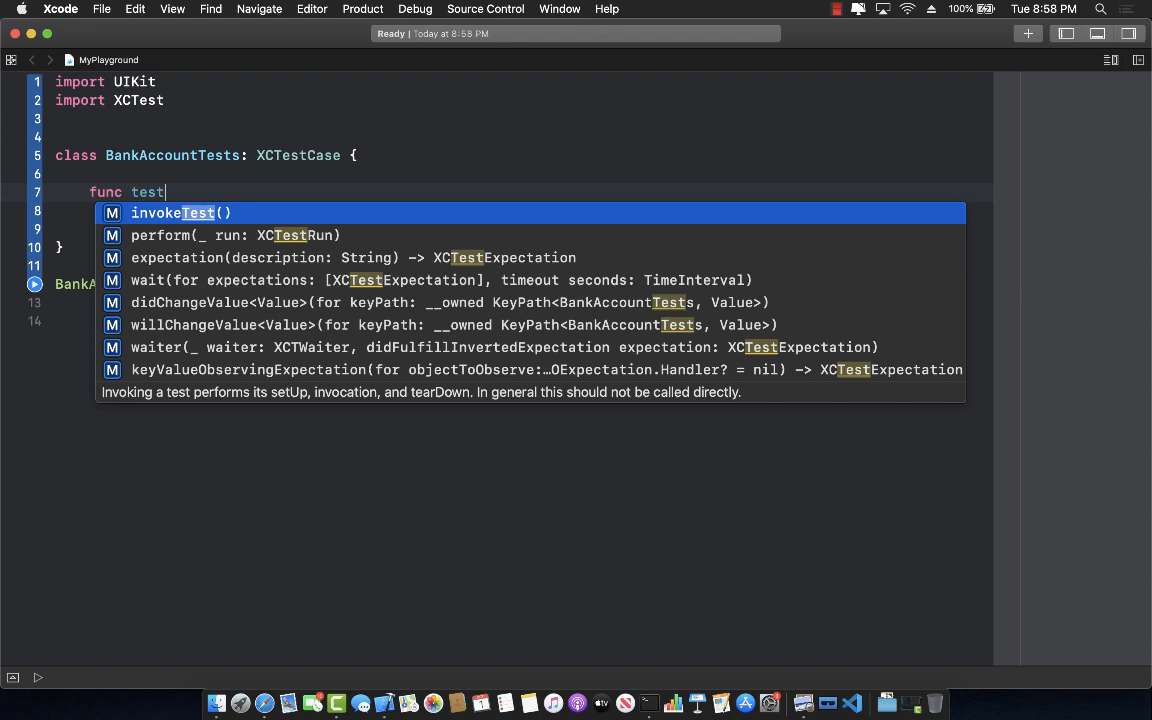 Xcode File Edit View Find Navigate Editor Product Debug Source Control Window Help 100% Tue 8:58 PM
Ready | Today at 8:58 PM
MyPlayground
1 import UIKit
2 import XCTest
3
4
5 class BankAccountTests: XCTestCase {
6
7 func test
8 M invokeTest()
9 M perform(_ run: XCTestRun)
10 } M expectation(description: String) -> XCTestExpectation
11 M wait(for expectations: [XCTestExpectation], timeout seconds: TimeInterval)
BankA M didChangeValue<Value>(for keyPath: __owned KeyPath<BankAccountTests, Value>)
13 M willChangeValue<Value>(for keyPath: __owned KeyPath<BankAccountTests, Value>)
14 M waiter(_ waiter: XCTWaiter, didFulfillInvertedExpectation expectation: XCTestExpectation)
M keyValueObservingExpectation(for objectToObserve:…OExpectation.Handler? = nil) -> XCTestExpectation
Invoking a test performs its setUp, invocation, and tearDown. In general this should not be called directly.